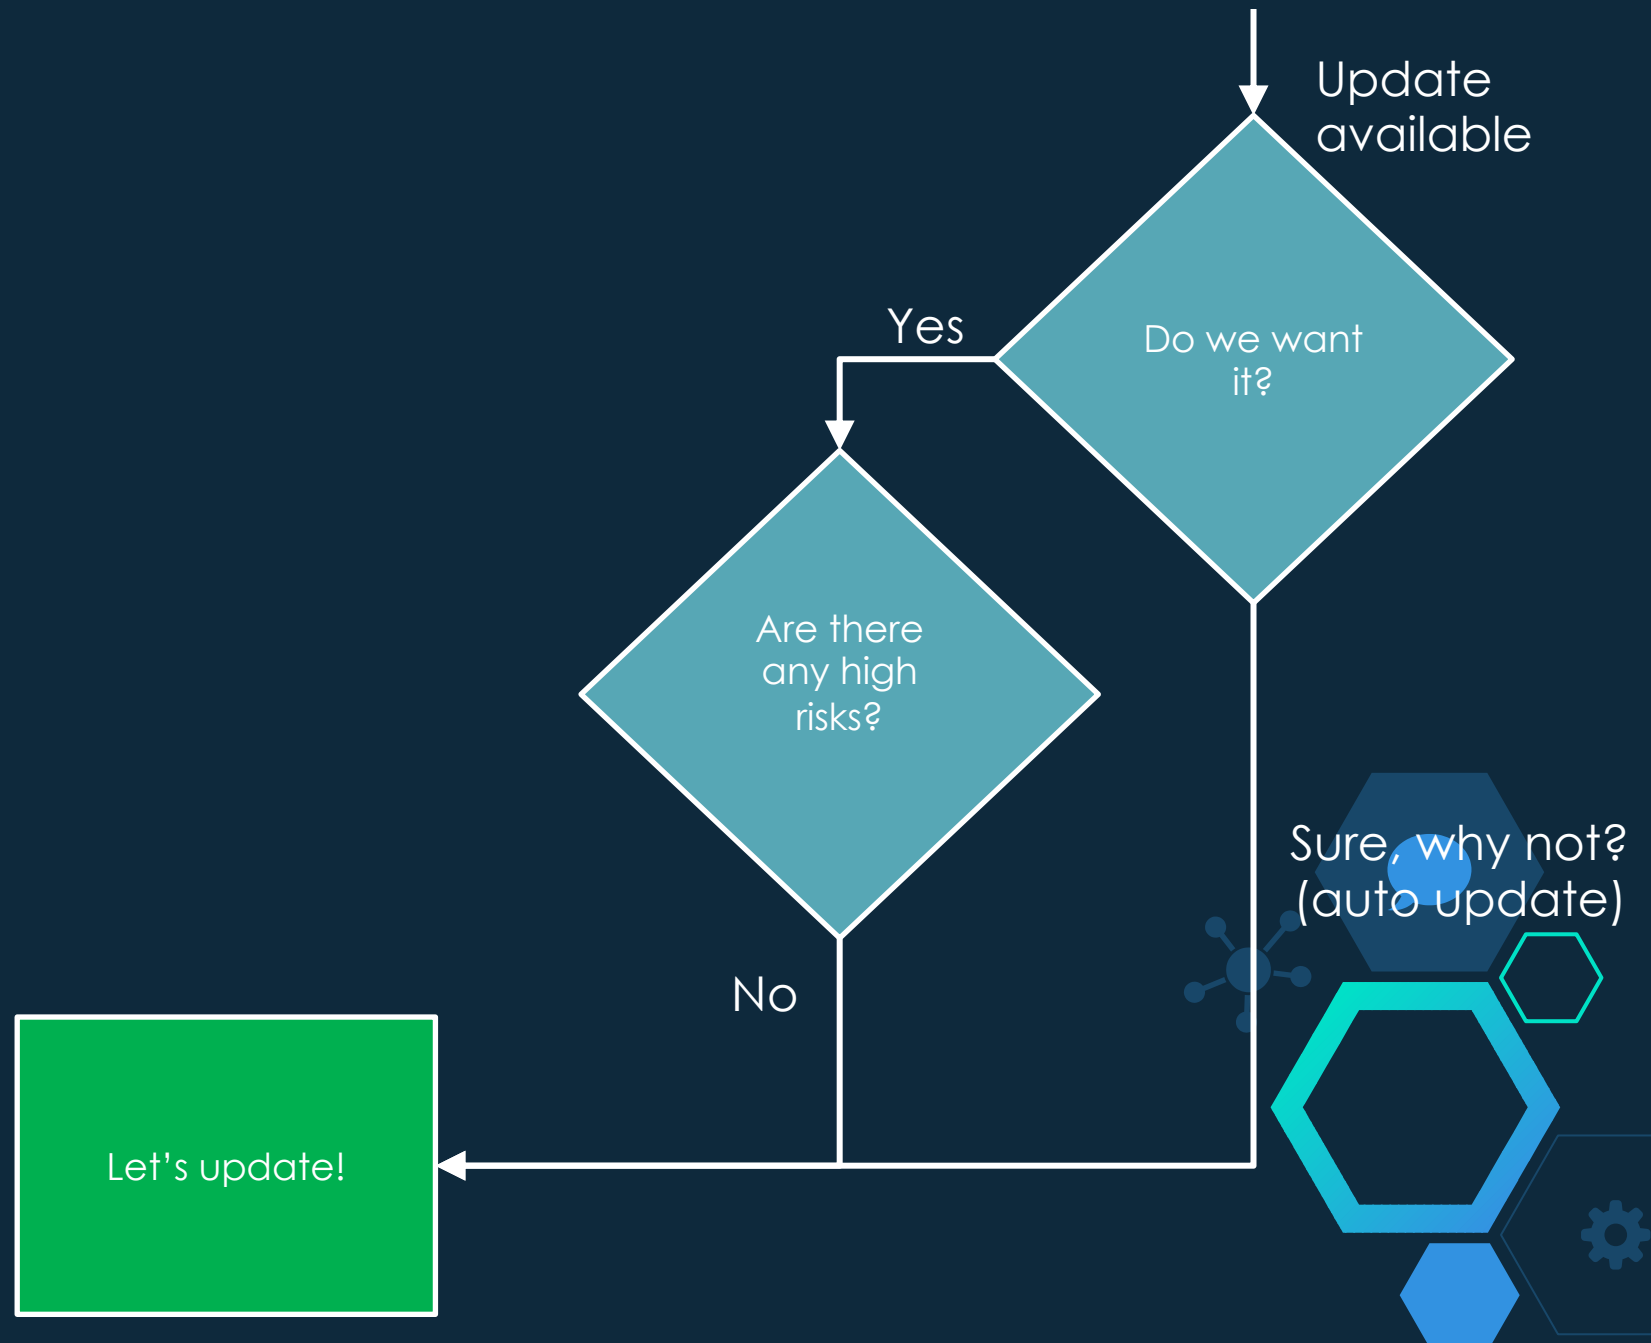 Update
available
Yes
Do we want
it?
Are there
any high
risks?
Sure, why not?
(auto update)
No
Let's update!